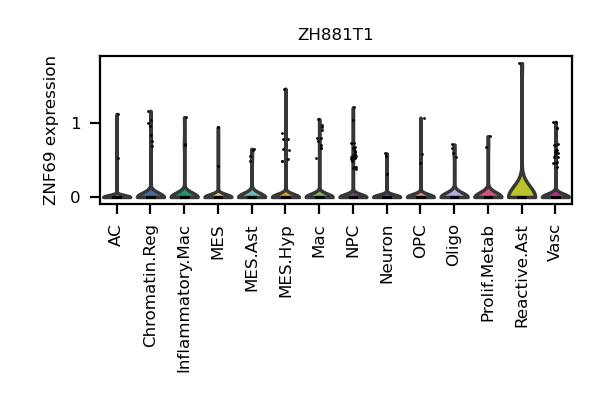 ZH881T1
ZNF69 expression
1
0
AC
Chromatin.Reg
Inflammatory.Mac
MES
MES.Ast
MES.Hyp
Mac
NPC
Neuron
OPC
Oligo
Prolif.Metab
Reactive.Ast
Vasc